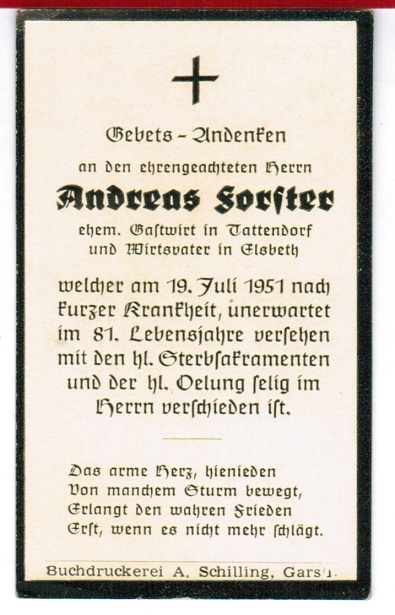 Gebets-Andenken
an den ehrengeachteten Herrn
Andreas Forster
ehem. Gastwirt in Tattendorf
und Wirtsvater in Elsbeth
welcher am 19. Juli 1951 nach
kurzer Krankheit, unerwartet
im 81. Lebensjahre versehen
mit den hl. Sterbsakramenten
und der hl. Oelung selig im
Herrn verschieden ist.
Das arme Herz, hienieden
Von manchem Sturm bewegt,
Erlangt den wahren Frieden
Erst, wenn es nicht mehr schlägt.
Buchdruckerei A. Schilling,